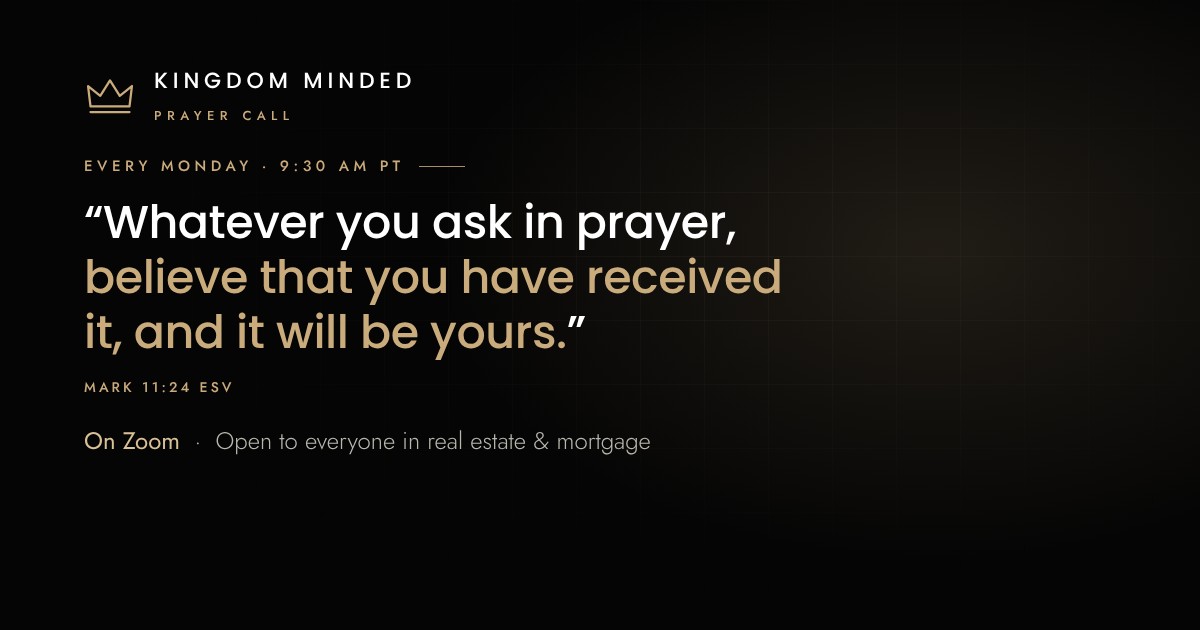 KINGDOM MINDED
PRAYER CALL
EVERY MONDAY · 9:30 AM PT
“Whatever you ask in prayer,
believe that you have received
it, and it will be yours.”
MARK 11:24 ESV
On Zoom · Open to everyone in real estate & mortgage